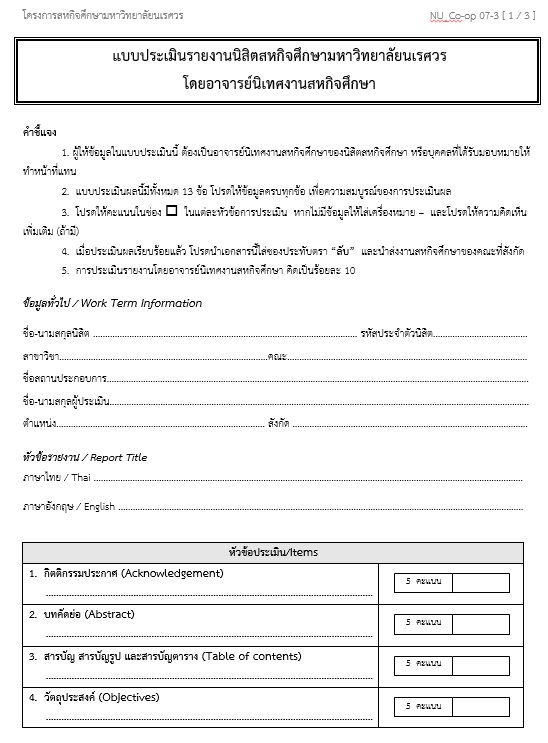 โครงการสหกิจศึกษามหาวิทยาลัยนเรศวร NU_Co-op 07-3 [ 1 / 3 ]
แบบประเมินรายงานนิสิตสหกิจศึกษามหาวิทยาลัยนเรศวร
โดยอาจารย์นิเทศงานสหกิจศึกษา
คำชี้แจง
1. ผู้ให้ข้อมูลในแบบประเมินนี้ ต้องเป็นอาจารย์นิเทศงานสหกิจศึกษาของนิสิตสหกิจศึกษา หรือบุคคลที่ได้รับมอบหมายให้
ทำหน้าที่แทน
2. แบบประเมินผลนี้มีทั้งหมด 13 ข้อ โปรดให้ข้อมูลครบทุกข้อ เพื่อความสมบูรณ์ของการประเมินผล
3. โปรดให้คะแนนในช่อง □ ในแต่ละหัวข้อการประเมิน หากไม่มีข้อมูลให้ใส่เครื่องหมาย – และโปรดให้ความคิดเห็น
เพิ่มเติม (ถ้ามี)
4. เมื่อประเมินผลเรียบร้อยแล้ว โปรดนำเอกสารนี้ใส่ซองประทับตรา “ลับ” และนำส่งงานสหกิจศึกษาของคณะที่สังกัด
5. การประเมินรายงานโดยอาจารย์นิเทศงานสหกิจศึกษา คิดเป็นร้อยละ 10
ข้อมูลทั่วไป / Work Term Information
ชื่อ-นามสกุลนิสิต ........................ รหัสประจำตัวนิสิต........................
สาขาวิชา........................คณะ........................
ชื่อสถานประกอบการ........................
ชื่อ-นามสกุลผู้ประเมิน........................
ตำแหน่ง........................ สังกัด ........................
หัวข้อรายงาน / Report Title
ภาษาไทย / Thai ........................
ภาษาอังกฤษ / English ........................
หัวข้อประเมิน/Items
1. กิตติกรรมประกาศ (Acknowledgement)
5 คะแนน
2. บทคัดย่อ (Abstract)
5 คะแนน
3. สารบัญ สารบัญรูป และสารบัญตาราง (Table of contents)
5 คะแนน
4. วัตถุประสงค์ (Objectives)
5 คะแนน